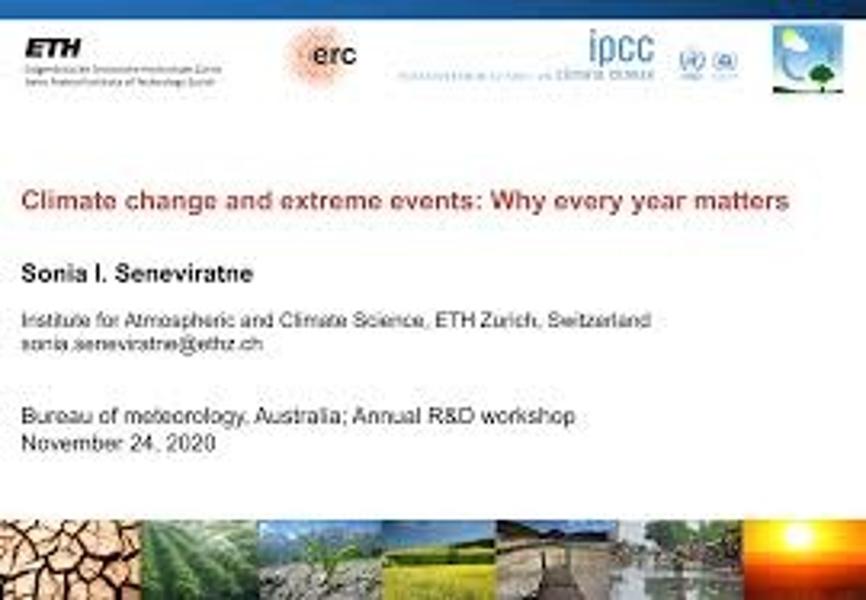 ETH
erc
ipcc
Climate change and extreme events: Why every year matters
Sonia I. Seneviratne
Institute for Atmospheric and Climate Science, ETH Zurich, Switzerland
sonia.seneviratne@ethz.ch
Bureau of meteorology, Australia; Annual R&D workshop
November 24, 2020